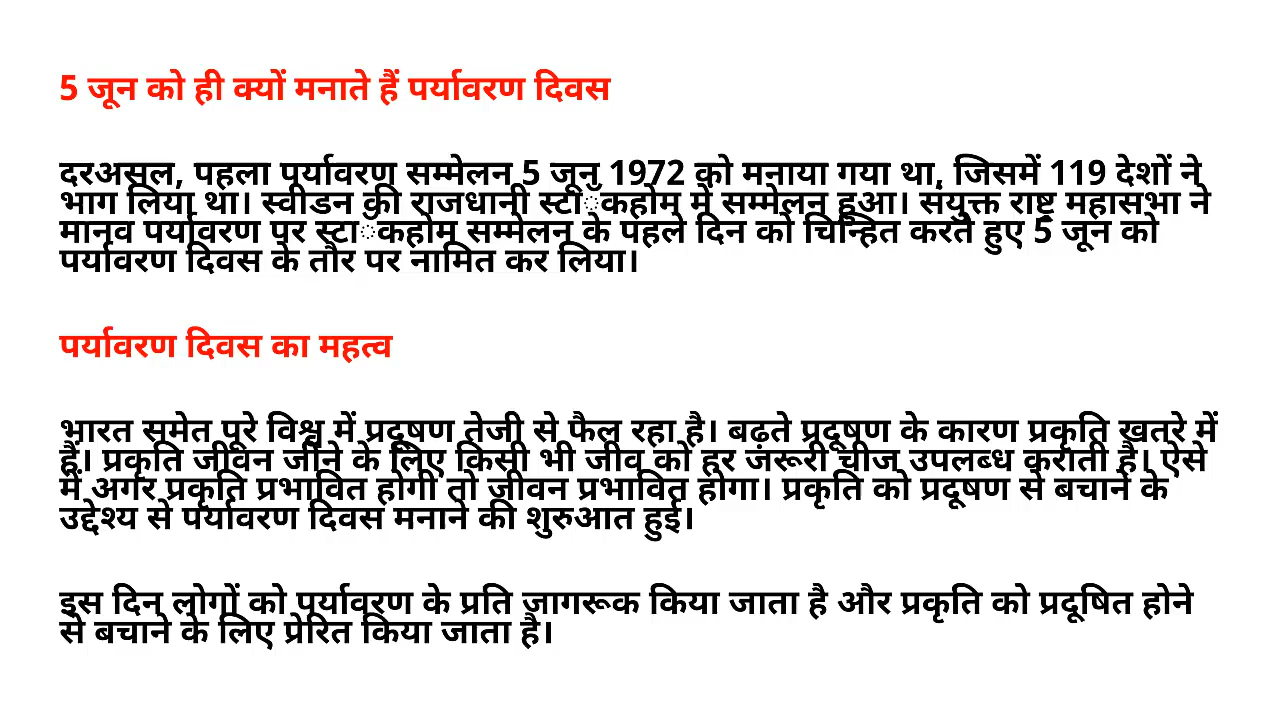 5 जून को ही क्यों मनाते हैं पर्यावरण दिवस
दरअसल, पहला पर्यावरण सम्मेलन 5 जून 1972 को मनाया गया था, जिसमें 119 देशों ने
भाग लिया था। स्वीडन की राजधानी स्टाॅकहोम में सम्मेलन हुआ। संयुक्त राष्ट्र महासभा ने
मानव पर्यावरण पर स्टाॅकहोम सम्मेलन के पहले दिन को चिन्हित करते हुए 5 जून को
पर्यावरण दिवस के तौर पर नामित कर लिया।
पर्यावरण दिवस का महत्व
भारत समेत पूरे विश्व में प्रदूषण तेजी से फैल रहा है। बढ़ते प्रदूषण के कारण प्रकृति खतरे में
हैं। प्रकृति जीवन जीने के लिए किसी भी जीव को हर जरूरी चीज उपलब्ध कराती है। ऐसे
में अगर प्रकृति प्रभावित होगी तो जीवन प्रभावित होगा। प्रकृति को प्रदूषण से बचाने के
उद्देश्य से पर्यावरण दिवस मनाने की शुरुआत हुई।
इस दिन लोगों को पर्यावरण के प्रति जागरूक किया जाता है और प्रकृति को प्रदूषित होने
से बचाने के लिए प्रेरित किया जाता है।